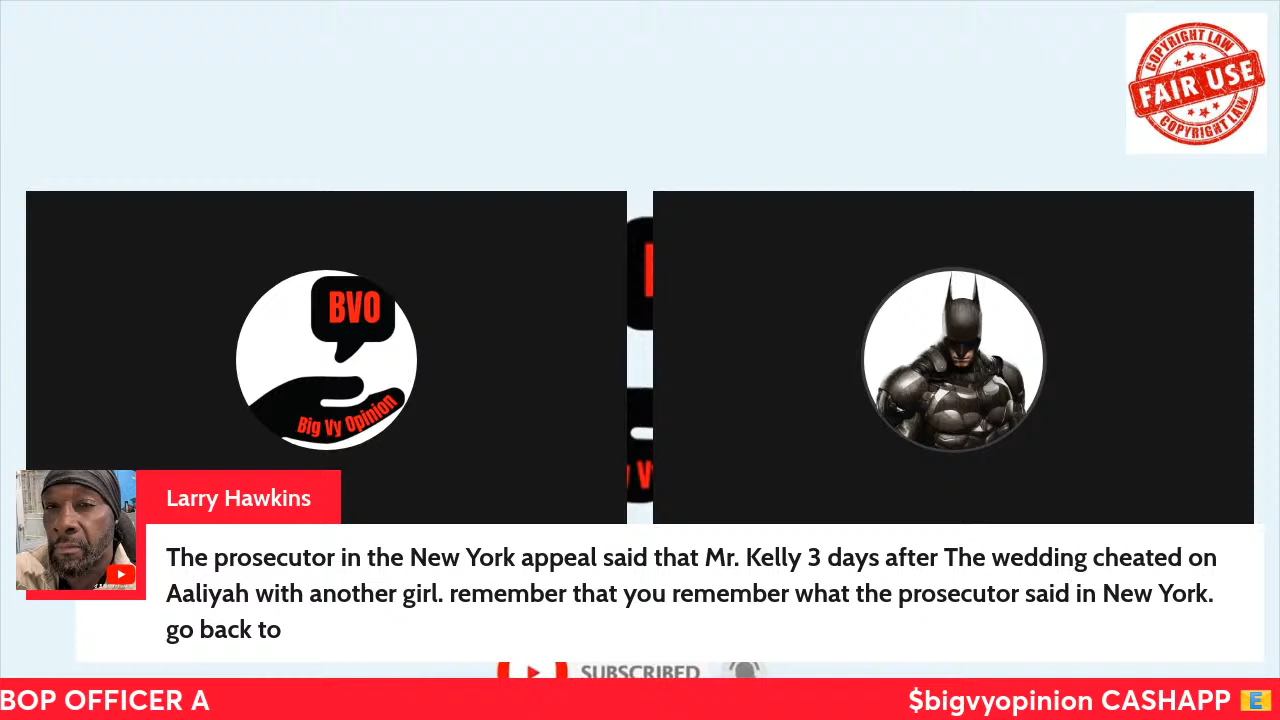 COPYRIGHT LAW
FAIR USE
COPYRIGHT LAW
BVO
Big Vy Opinion
Larry Hawkins
The prosecutor in the New York appeal said that Mr. Kelly 3 days after The wedding cheated on
Aaliyah with another girl. remember that you remember what the prosecutor said in New York.
go back to
SUBSCRIBED
BOP OFFICER A
$bigvyopinion CASHAPP